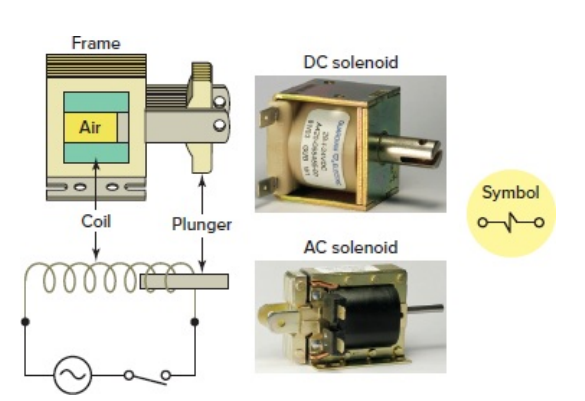 Frame
DC solenoid
Air
Symbol
Coil
Plunger
AC solenoid